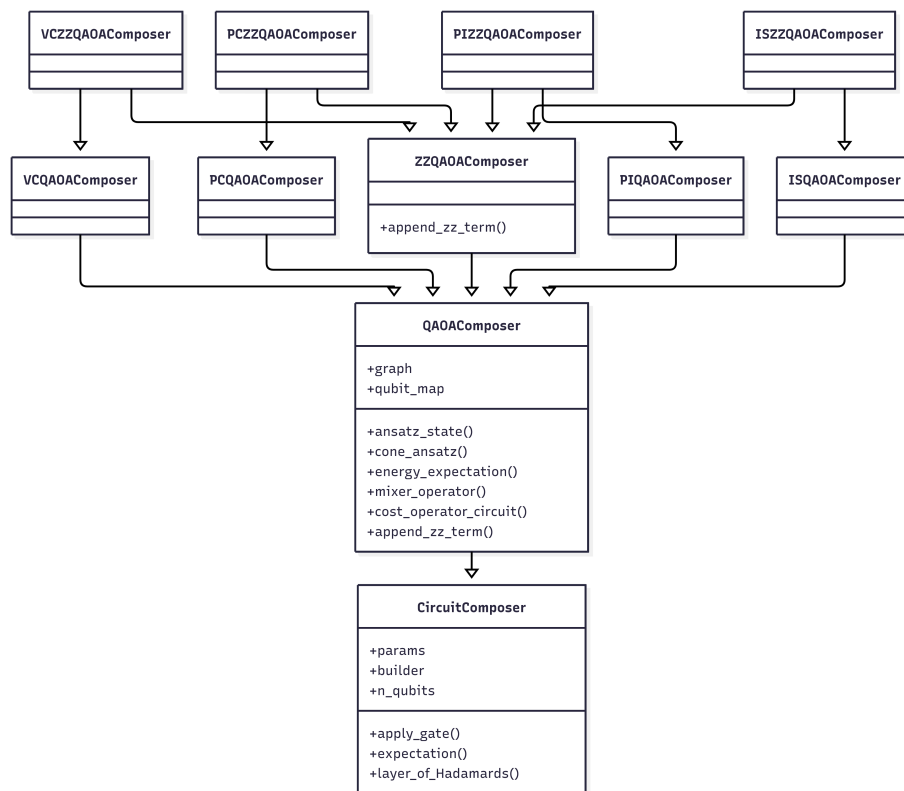 VCZZQAOAComposer
PCZZQAOAComposer
PIZZQAOAComposer
ISZZQAOAComposer
VCQAOAComposer
PCQAOAComposer
ZZQAOAComposer
+append_zz_term()
PIQAOAComposer
ISQAOAComposer
QAOAComposer
+graph
+qubit_map
+ansatz_state()
+cone_ansatz()
+energy_expectation()
+mixer_operator()
+cost_operator_circuit()
+append_zz_term()
CircuitComposer
+params
+builder
+n_qubits
+apply_gate()
+expectation()
+layer_of_Hadamards()